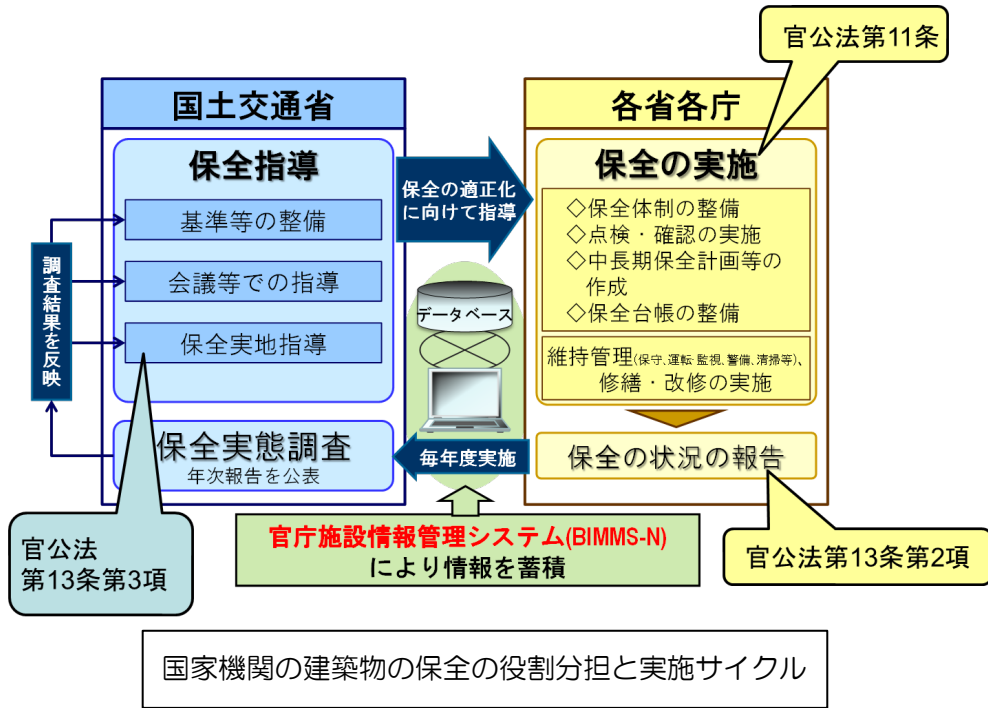 官公法第11条
国土交通省
保全指導
基準等の整備
会議等での指導
保全実地指導
調査結果を反映
保全実態調査
年次報告を公表
官公法
第13条第3項
保全の適正化
に向けて指導
データベース
毎年度実施
官庁施設情報管理システム(BIMMS-N)
により情報を蓄積
各省各庁
保全の実施
◇保全体制の整備
◇点検・確認の実施
◇中長期保全計画等の
作成
◇保全台帳の整備
維持管理(保守、運転・監視、警備、清掃等)、
修繕・改修の実施
保全の状況の報告
官公法第13条第2項
国家機関の建築物の保全の役割分担と実施サイクル